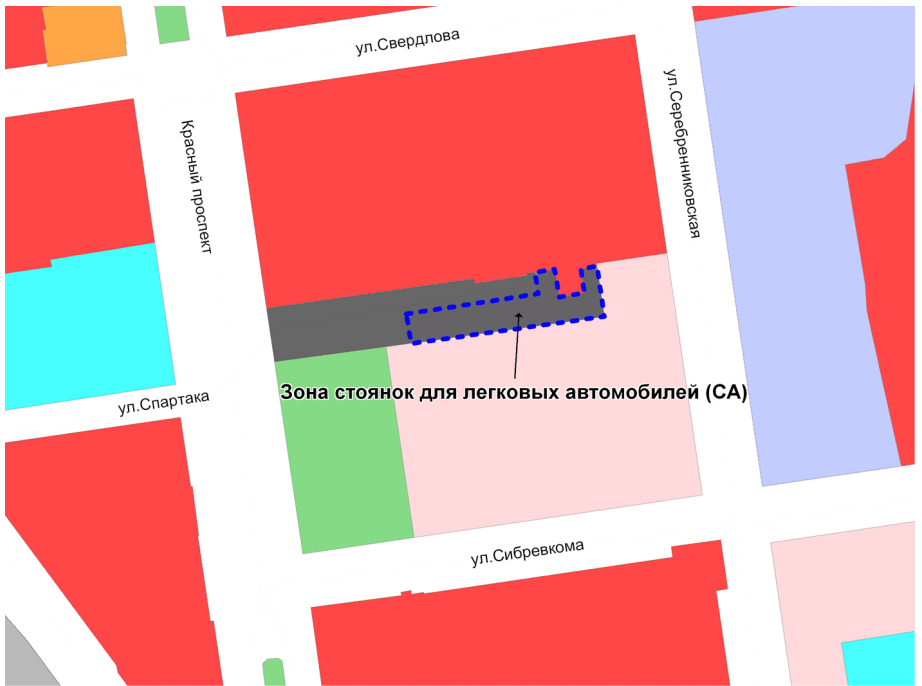 ул.Свердлова
ул.Серебренниковская
Красный проспект
Зона стоянок для легковых автомобилей (СА)
ул.Спартака
ул.Сибревкома